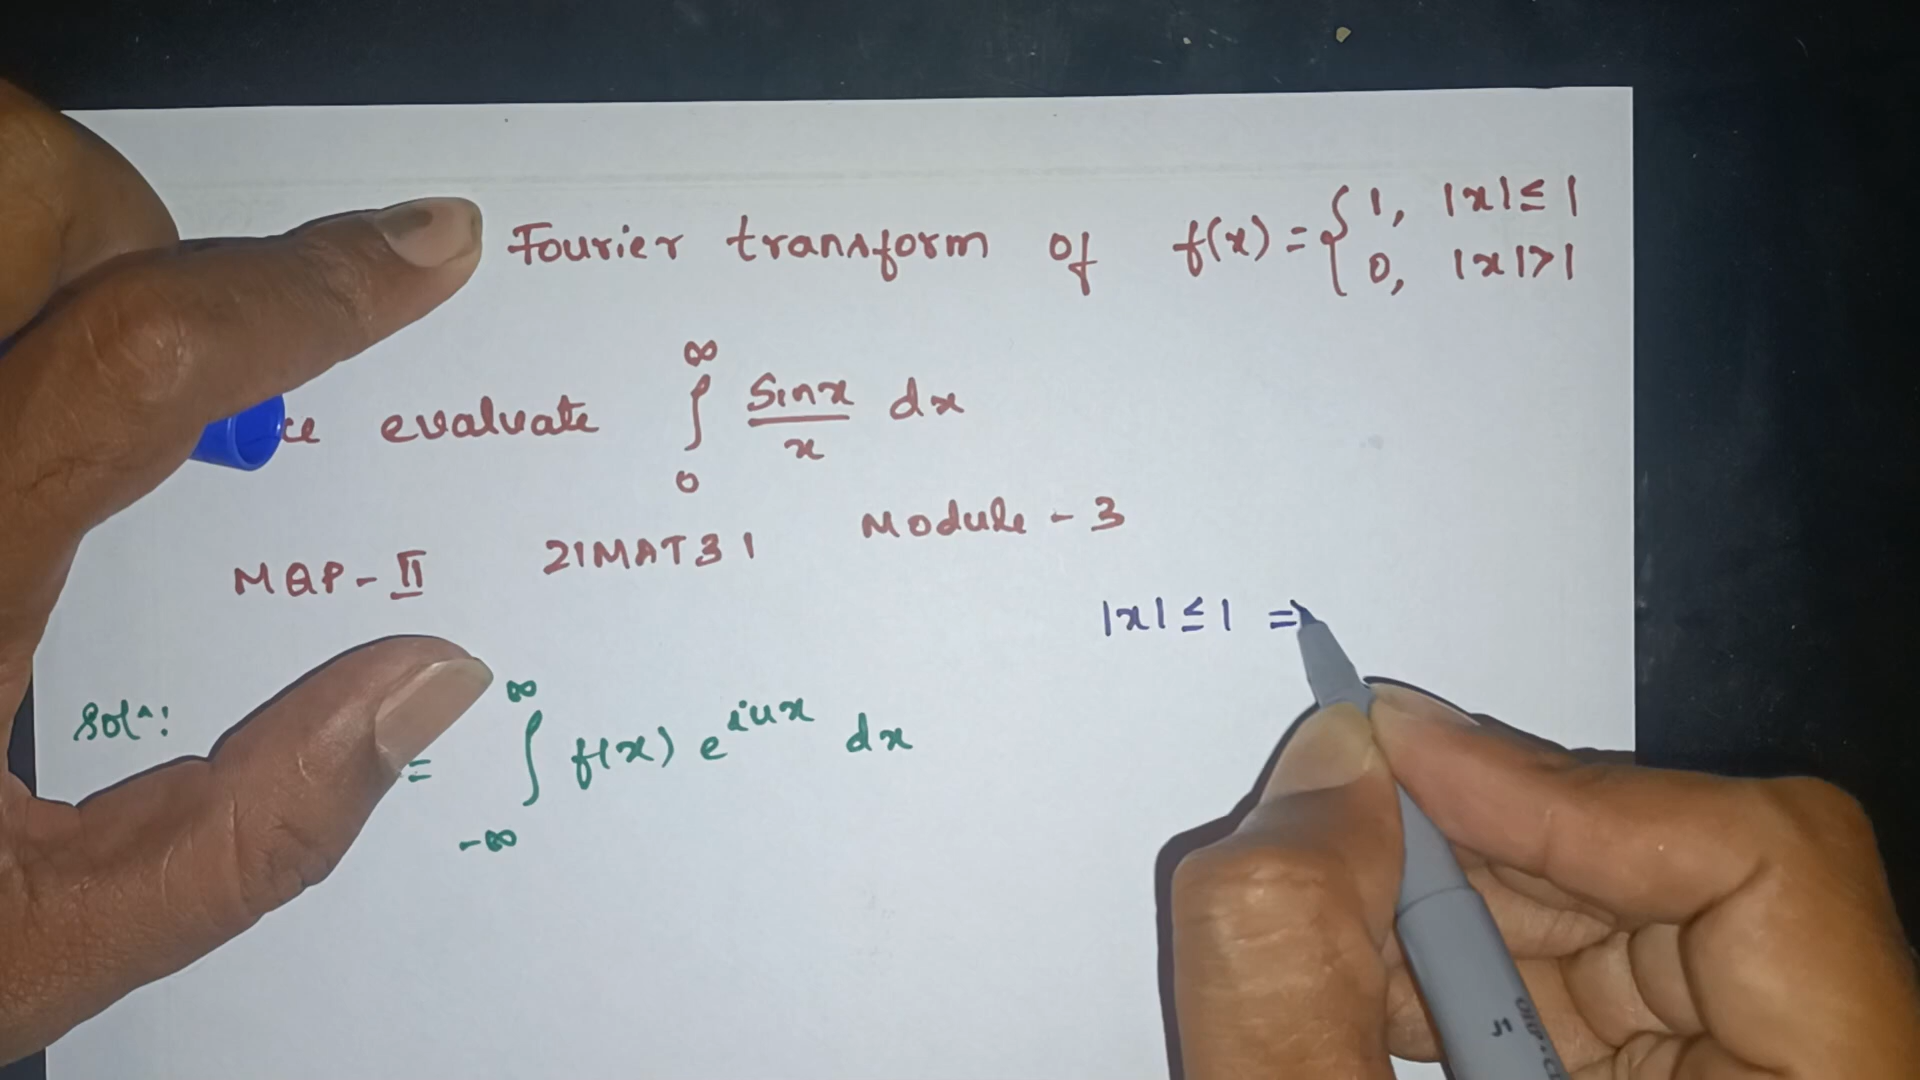 Fourier transform of f(x) = { 1, |x| ≤ 1
0, |x| > 1
evaluate ∫₀^∞ sinx/x dx
MQP - II 21MAT31 Module - 3
|x| ≤ 1 ⇒
Solⁿ: = ∫_{-∞}^{∞} f(x) e^{iux} dx